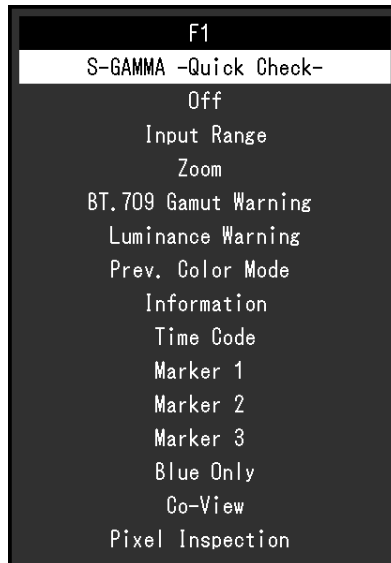 F1
S-GAMMA -Quick Check-
Off
Input Range
Zoom
BT.709 Gamut Warning
Luminance Warning
Prev. Color Mode
Information
Time Code
Marker 1
Marker 2
Marker 3
Blue Only
Co-View
Pixel Inspection